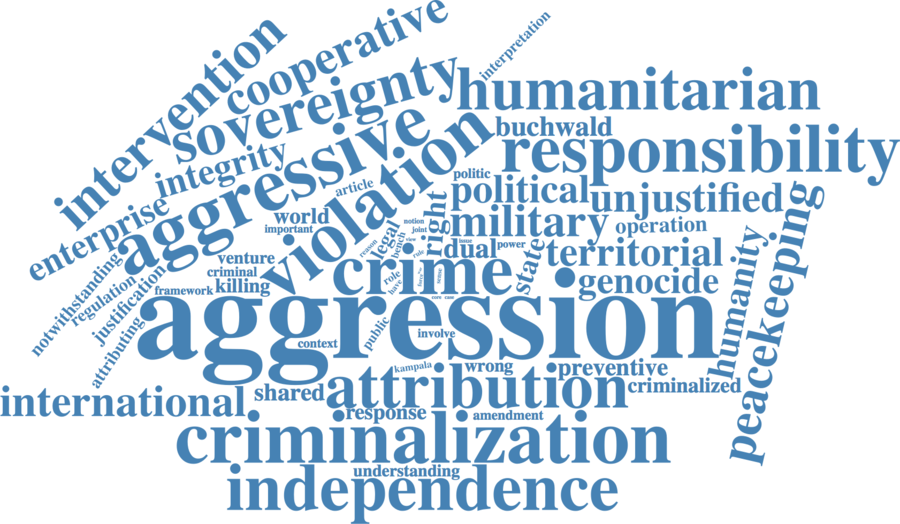 interpretation
cooperative
intervention
sovereignty
humanitarian
aggressive
violation
buchwald
responsibility
integrity
politic
article
political
unjustified
enterprise
world
important
notion
joint
right
military
operation
peacekeeping
legal
bench
view
reason
rule
issue
dual
power
state
territorial
humanity
notwithstanding
venture
criminal
killing
crime
role
have
sense
genocide
regulation
framework
justification
attributing
core
case
aggression
context
public
involve
kampala
wrong
preventive
international
shared
attribution
criminalized
response
amendment
criminalization
understanding
independence